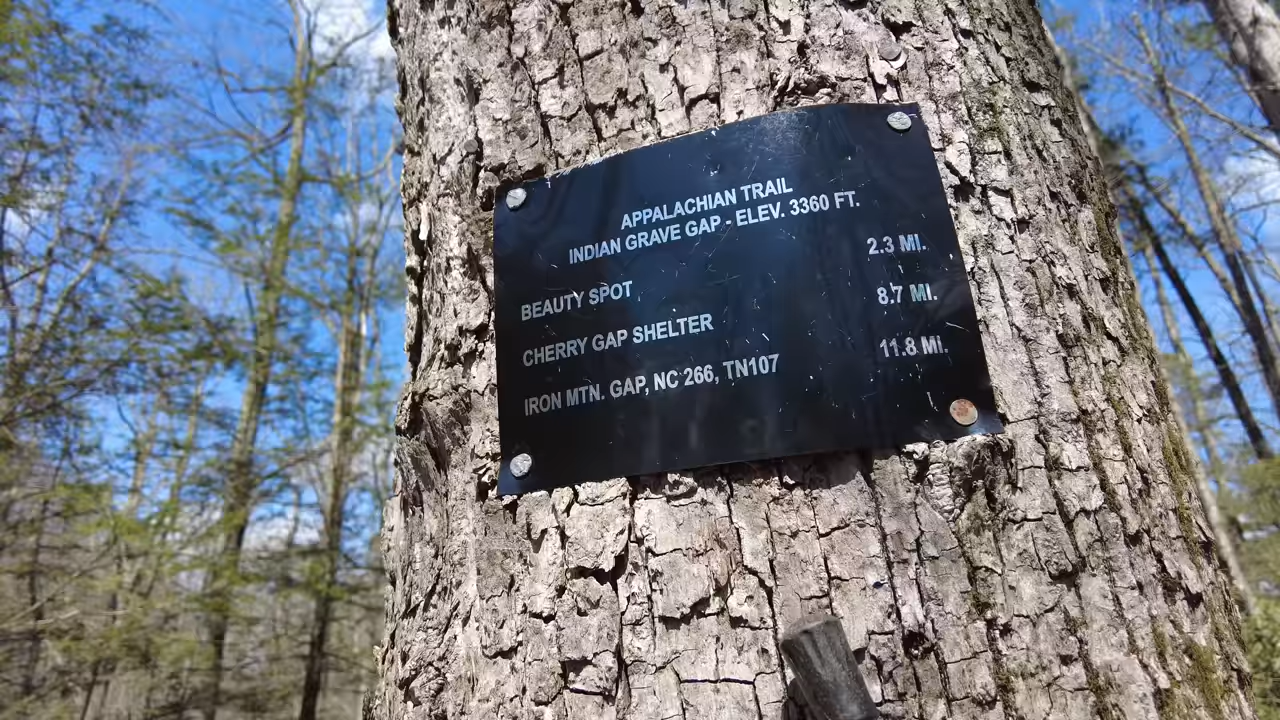 APPALACHIAN TRAIL
INDIAN GRAVE GAP - ELEV. 3360 FT.
BEAUTY SPOT 2.3 MI.
CHERRY GAP SHELTER 8.7 MI.
IRON MTN. GAP, NC 266, TN107 11.8 MI.